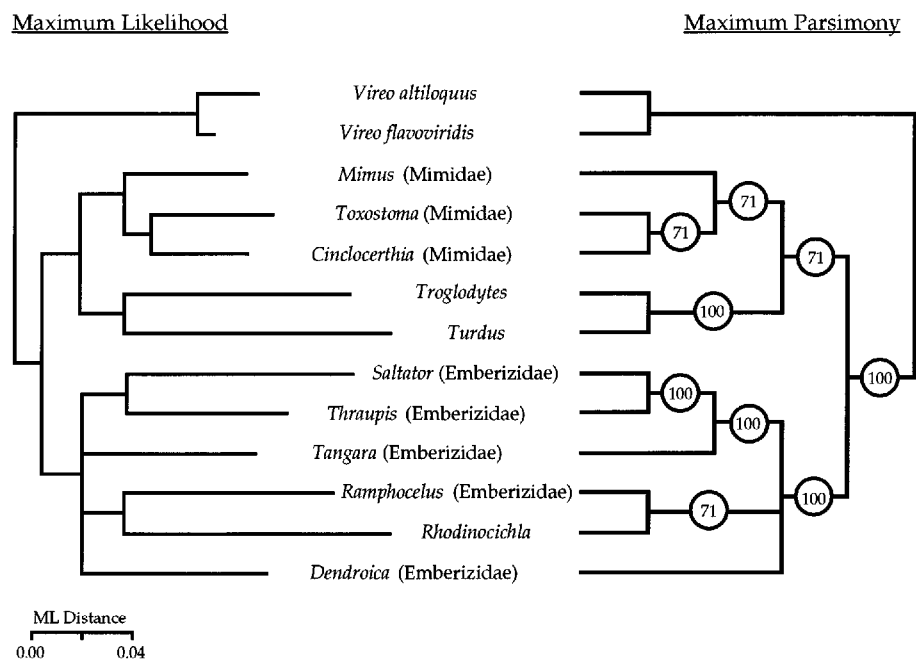 Maximum Likelihood Maximum Parsimony
Vireo altiloquus
Vireo flavoviridis
Mimus (Mimidae)
71
Toxostoma (Mimidae)
71
71
Cinclocerthia (Mimidae)
Troglodytes
100
Turdus
Saltator (Emberizidae)
100
100
Thraupis (Emberizidae)
100
Tangara (Emberizidae)
Ramphocelus (Emberizidae)
100
71
Rhodinocichla
Dendroica (Emberizidae)
ML Distance
0.00 0.04